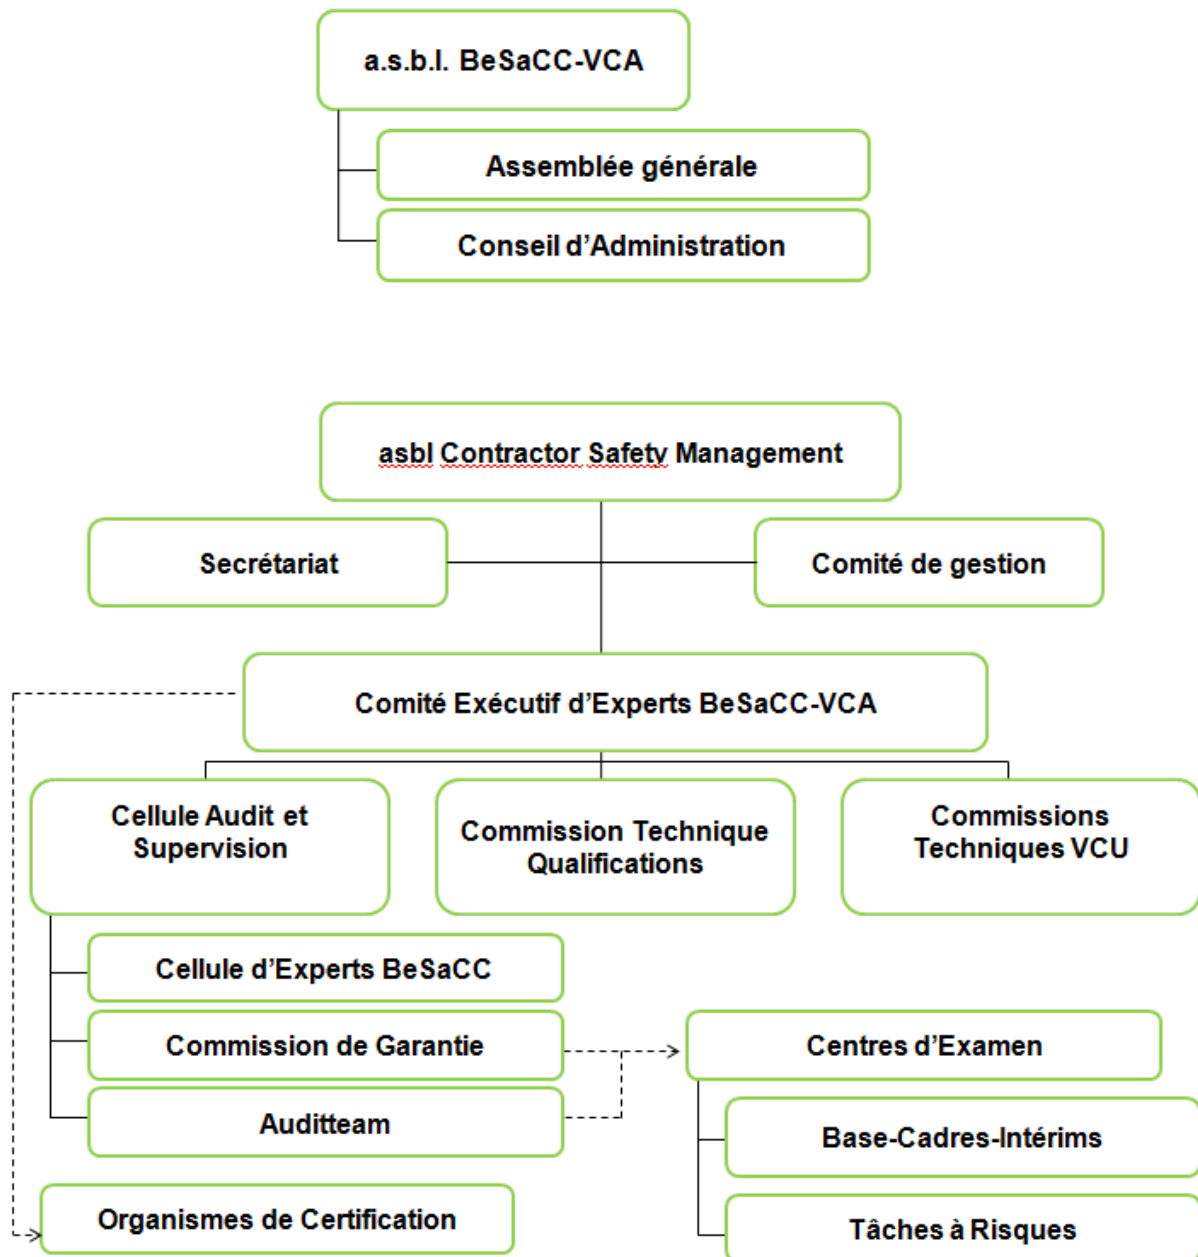 a.s.b.l. BeSaCC-VCA
Assemblée générale
Conseil d’Administration
asbl Contractor Safety Management
Secrétariat
Comité de gestion
Comité Exécutif d’Experts BeSaCC-VCA
Cellule Audit et
Supervision
Commission Technique
Qualifications
Commissions
Techniques VCU
Cellule d’Experts BeSaCC
Commission de Garantie
Auditteam
Centres d’Examen
Base-Cadres-Intérims
Tâches à Risques
Organismes de Certification